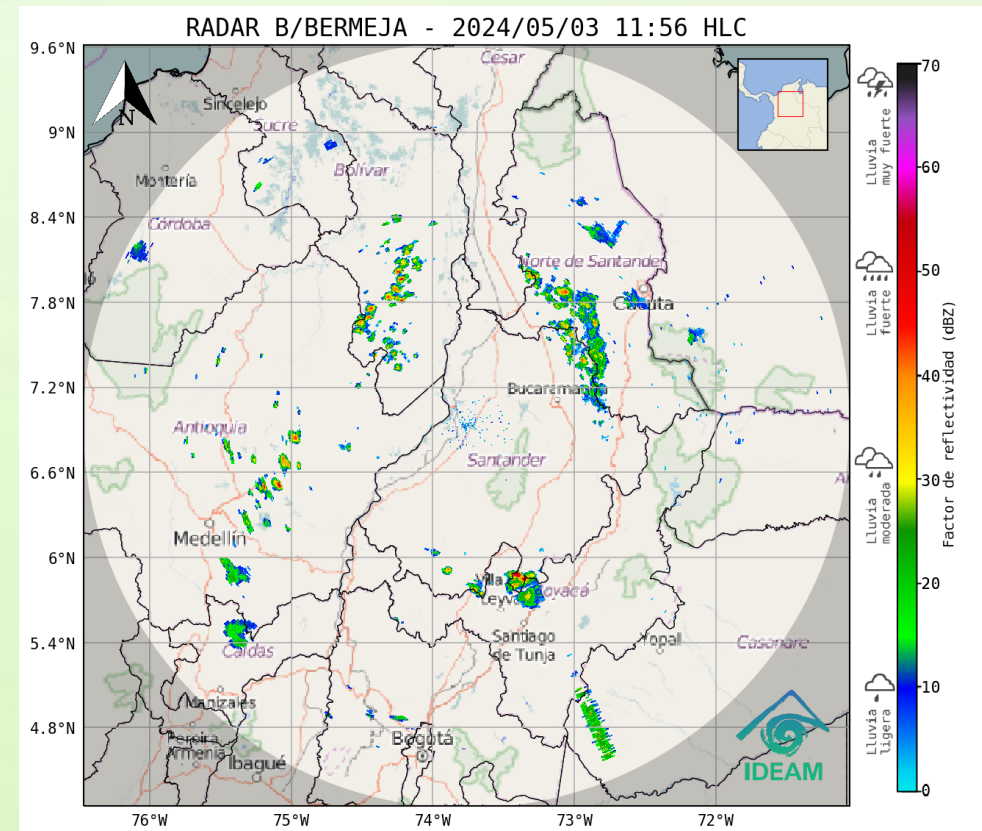 RADAR B/BERMEJA - 2024/05/03 11:56 HLC
9.6°N
9°N
8.4°N
7.8°N
7.2°N
6.6°N
6°N
5.4°N
4.8°N
76°W
75°W
74°W
73°W
72°W
N
Cesar
Sincelejo
Sucre
Bolívar
Montería
Córdoba
Norte de Santander
Cúcuta
Bucaramanga
Antioquia
Santander
Medellín
Villa
Leyva
Boyacá
Santiago
de Tunja
Yopal
Casanare
Caldas
Manizales
Pereira
Armenia
Ibagué
Bogotá
IDEAM
70
60
50
40
30
20
10
0
Lluvia
muy fuerte
Lluvia
fuerte
Lluvia
moderada
Lluvia
ligera
Factor de reflectividad (dBZ)